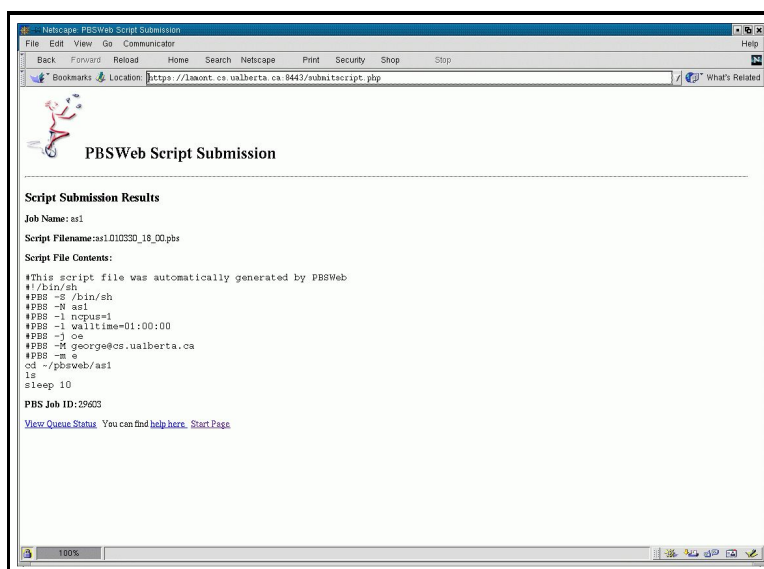 Netscape: PBSWeb Script Submission
File Edit View Go Communicator Help
Back Forward Reload Home Search Netscape Print Security Shop Stop
Bookmarks Location: https://lamont.cs.ualberta.ca:8443/submitscript.php What's Related
PBSWeb Script Submission
Script Submission Results
Job Name: as1
Script Filename:as1.010330_18_00.pbs
Script File Contents:
#This script file was automatically generated by PBSWeb
#!/bin/sh
#PBS -S /bin/sh
#PBS -N as1
#PBS -l ncpus=1
#PBS -l walltime=01:00:00
#PBS -j oe
#PBS -M george@cs.ualberta.ca
#PBS -m e
cd ~/pbsweb/as1
ls
sleep 10
PBS Job ID: 29603
View Queue Status You can find help here Start Page
100%